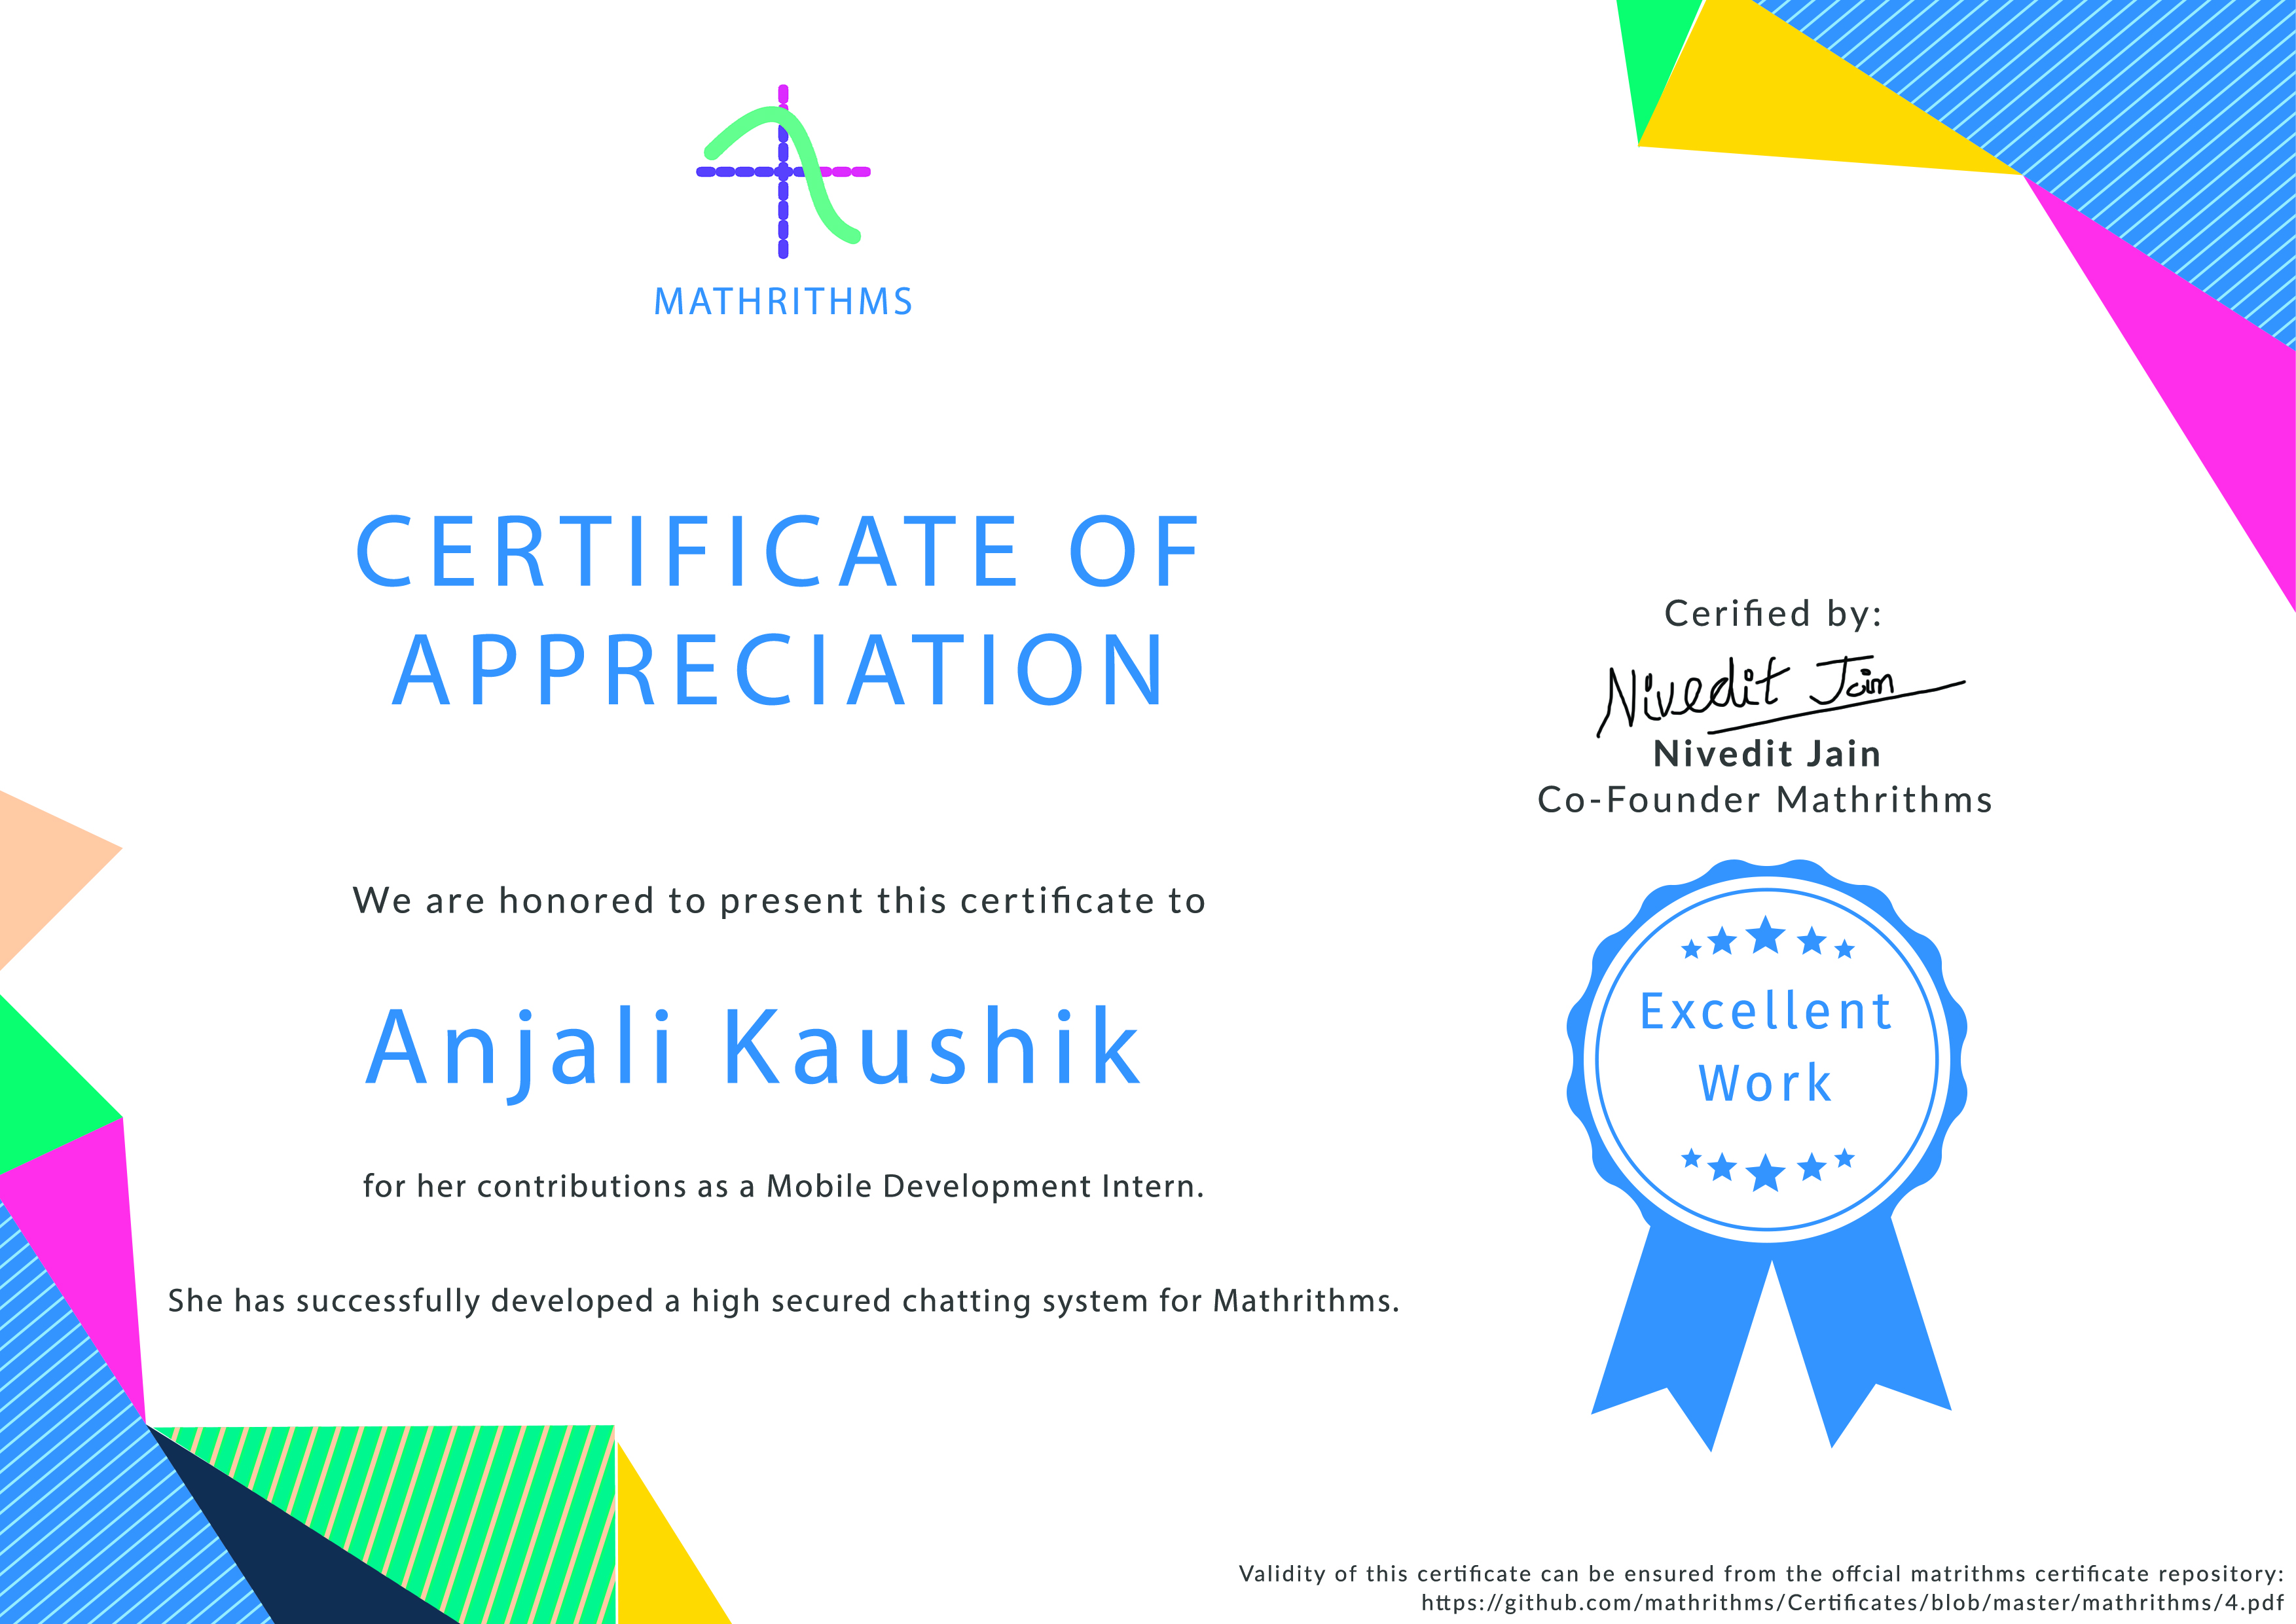 MATHRITHMS
CERTIFICATE OF
APPRECIATION
We are honored to present this certificate to
Anjali Kaushik
for her contributions as a Mobile Development Intern.
She has successfully developed a high secured chatting system for Mathrithms.
Cerified by:
Nivedit Jain
Nivedit Jain
Co-Founder Mathrithms
Excellent
Work
Validity of this certificate can be ensured from the offcial matrithms certificate repository:
https://github.com/mathrithms/Certificates/blob/master/mathrithms/4.pdf